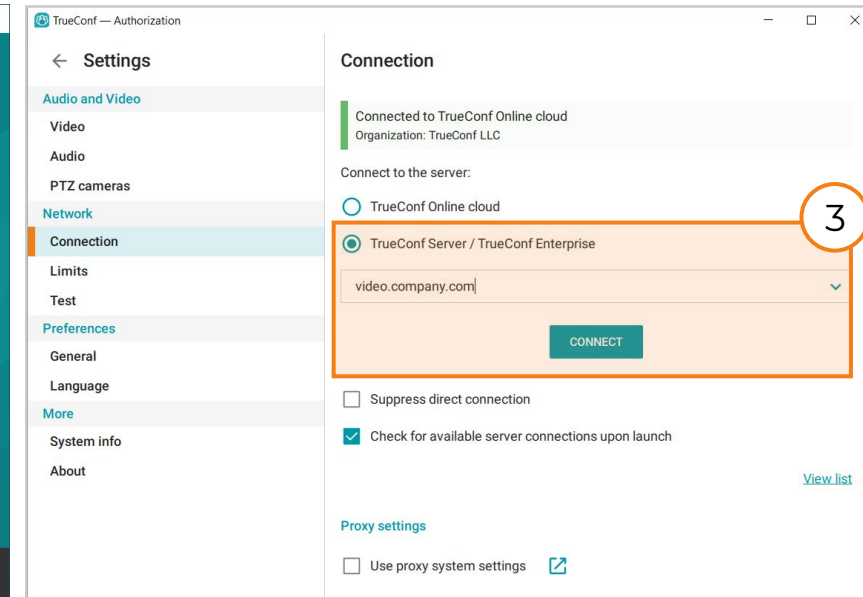 TrueConf — Authorization
Settings
Audio and Video
Video
Audio
PTZ cameras
Network
Connection
Limits
Test
Preferences
General
Language
More
System info
About
Connection
Connected to TrueConf Online cloud
Organization: TrueConf LLC
Connect to the server:
TrueConf Online cloud
3
TrueConf Server / TrueConf Enterprise
video.company.com
CONNECT
Suppress direct connection
Check for available server connections upon launch
View list
Proxy settings
Use proxy system settings